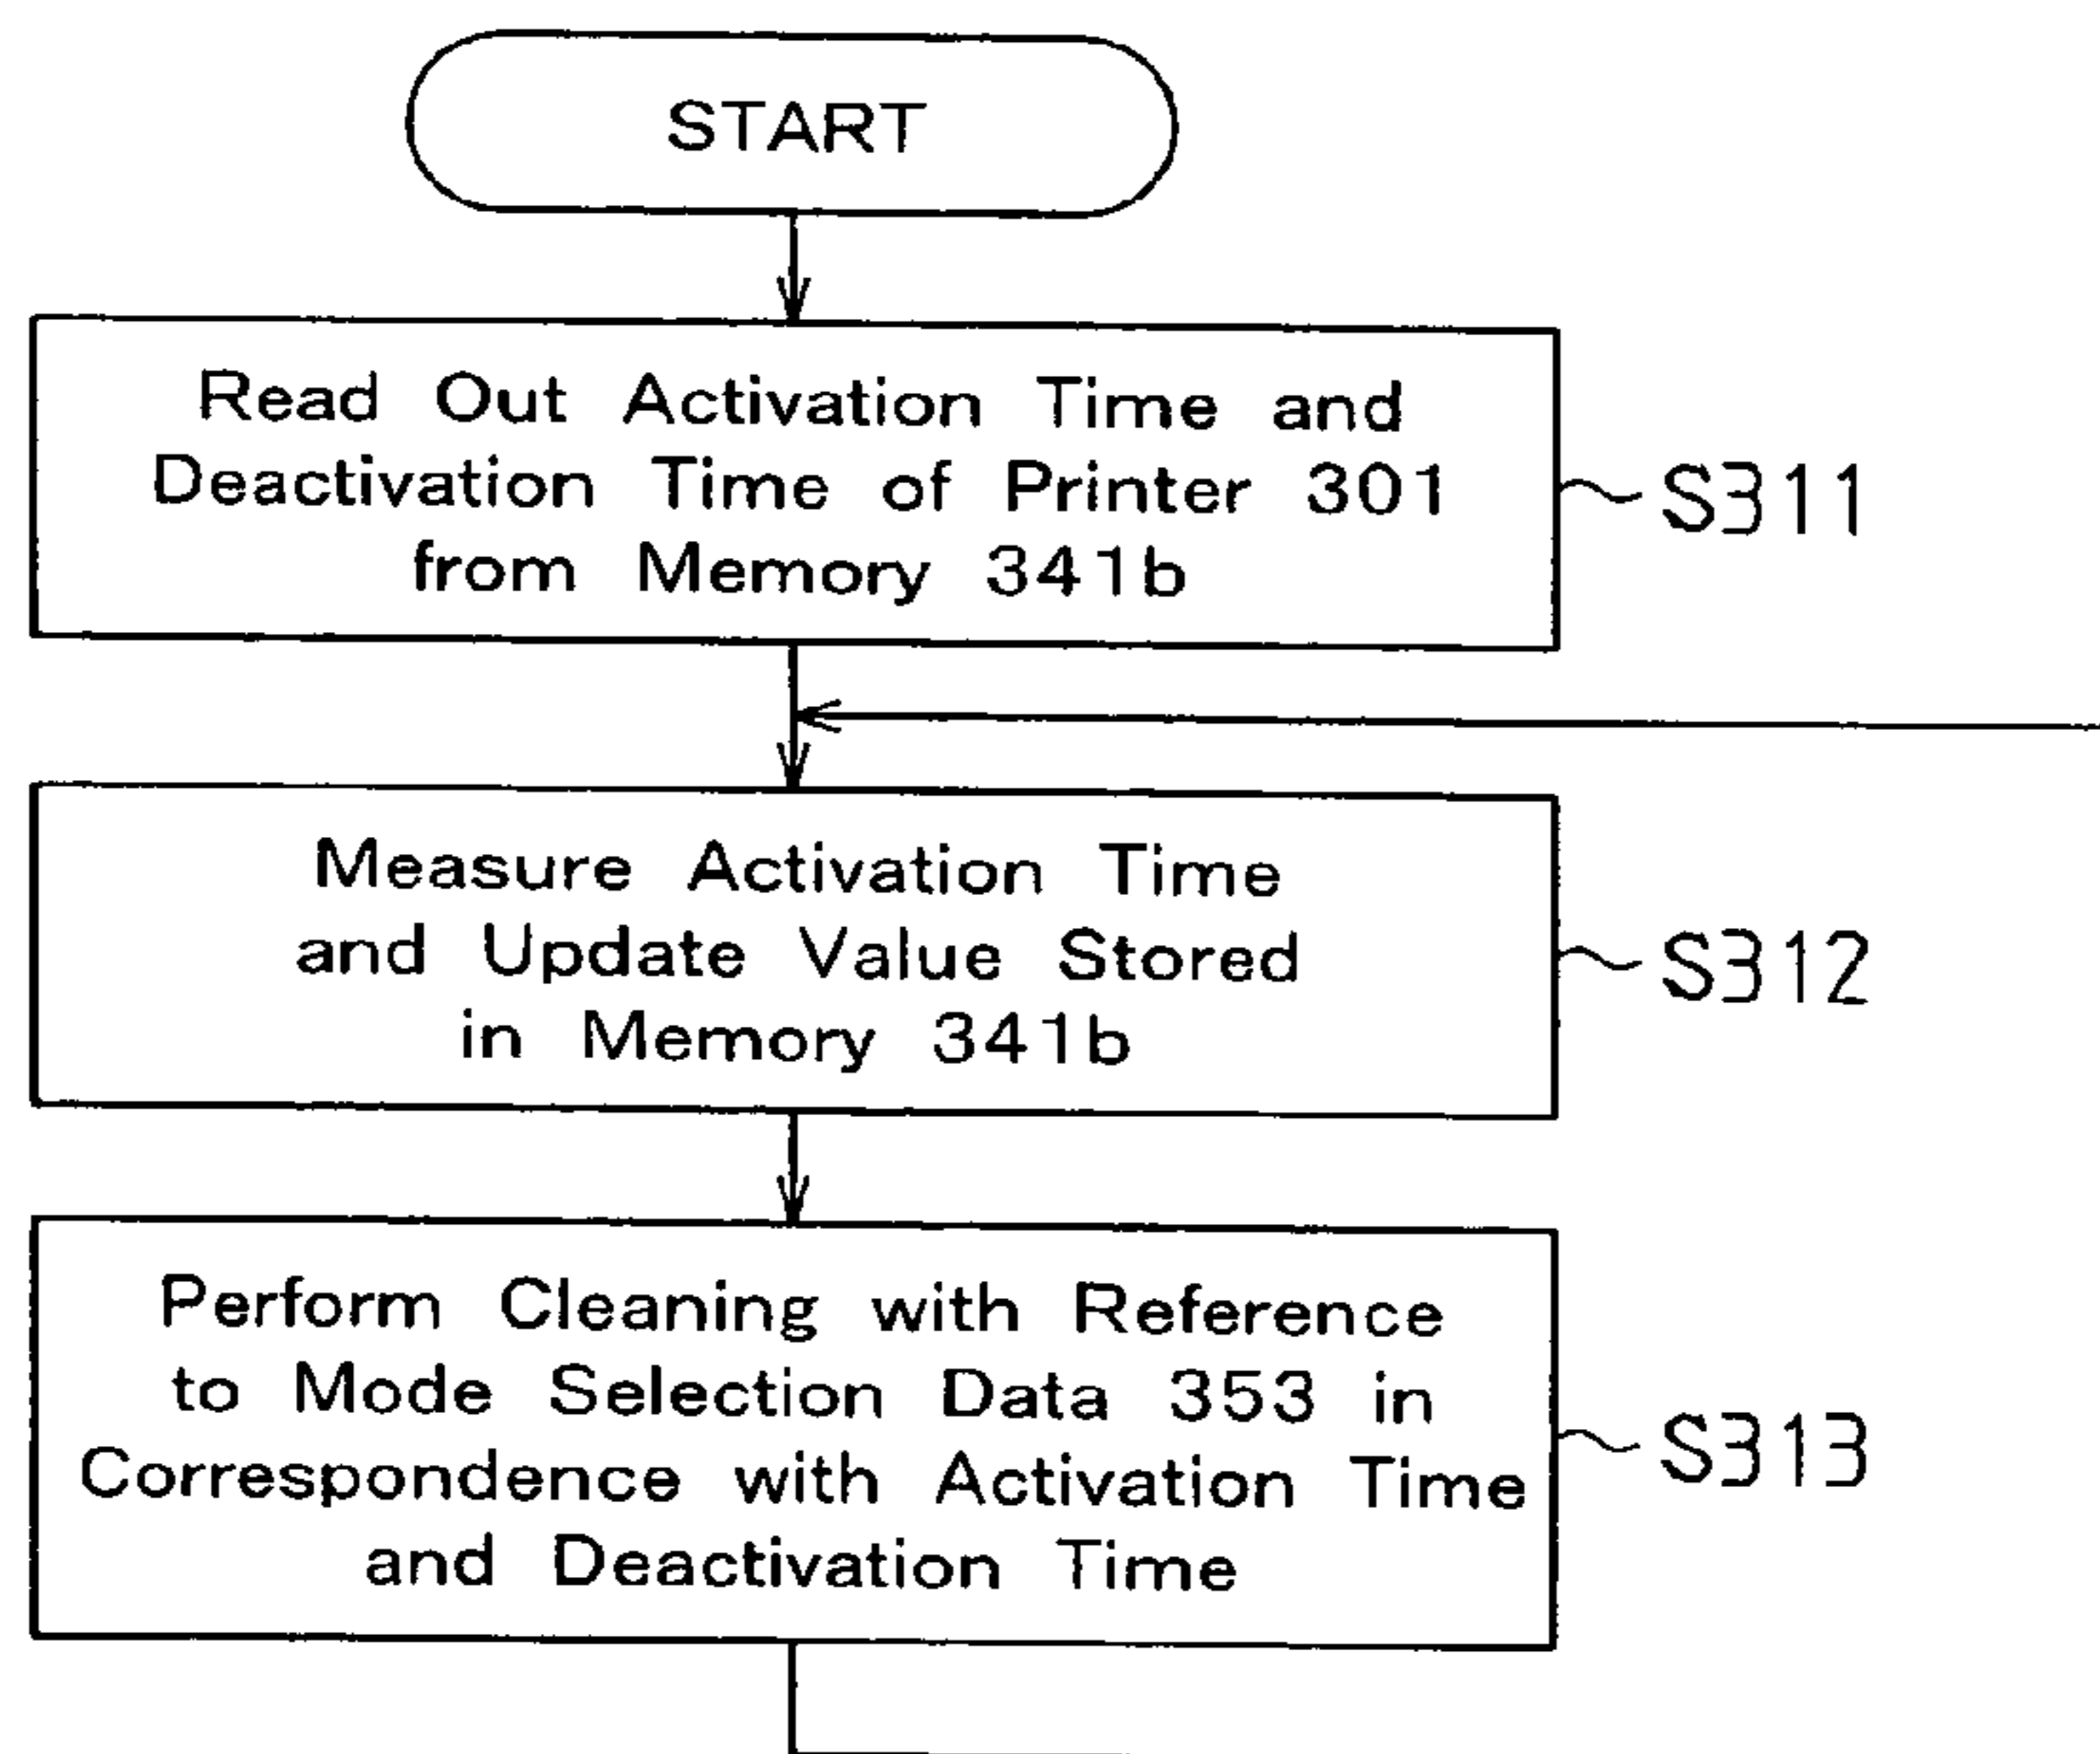 START
Read Out Activation Time and
Deactivation Time of Printer 301
from Memory 341b
S311
Measure Activation Time
and Update Value Stored
in Memory 341b
S312
Perform Cleaning with Reference
to Mode Selection Data 353 in
Correspondence with Activation Time
and Deactivation Time
S313